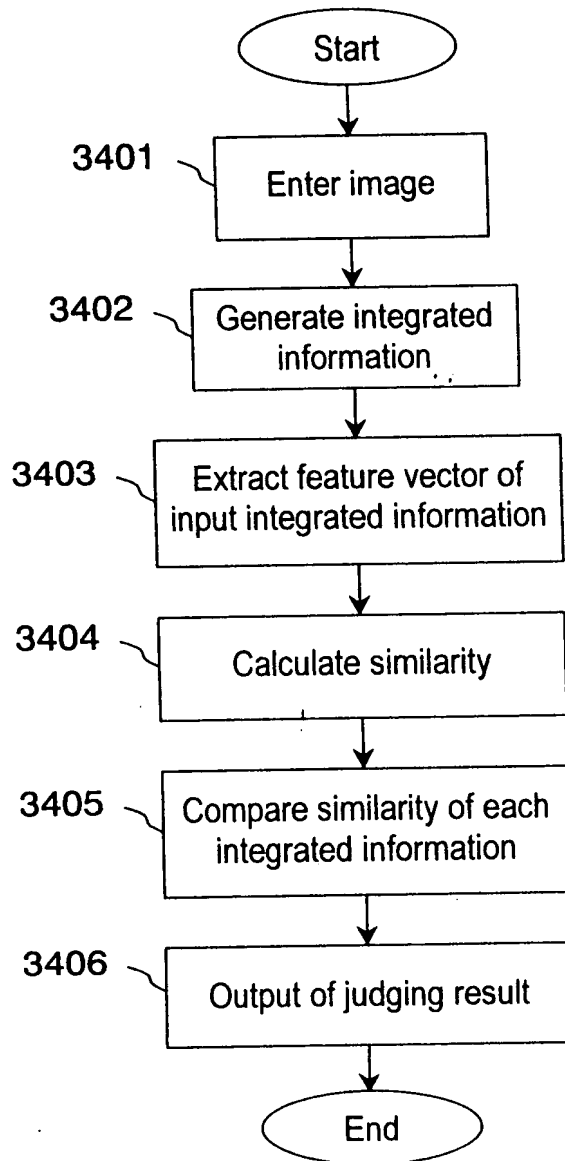 Start
3401
Enter image
3402
Generate integrated
information
3403
Extract feature vector of
input integrated information
3404
Calculate similarity
3405
Compare similarity of each
integrated information
3406
Output of judging result
End